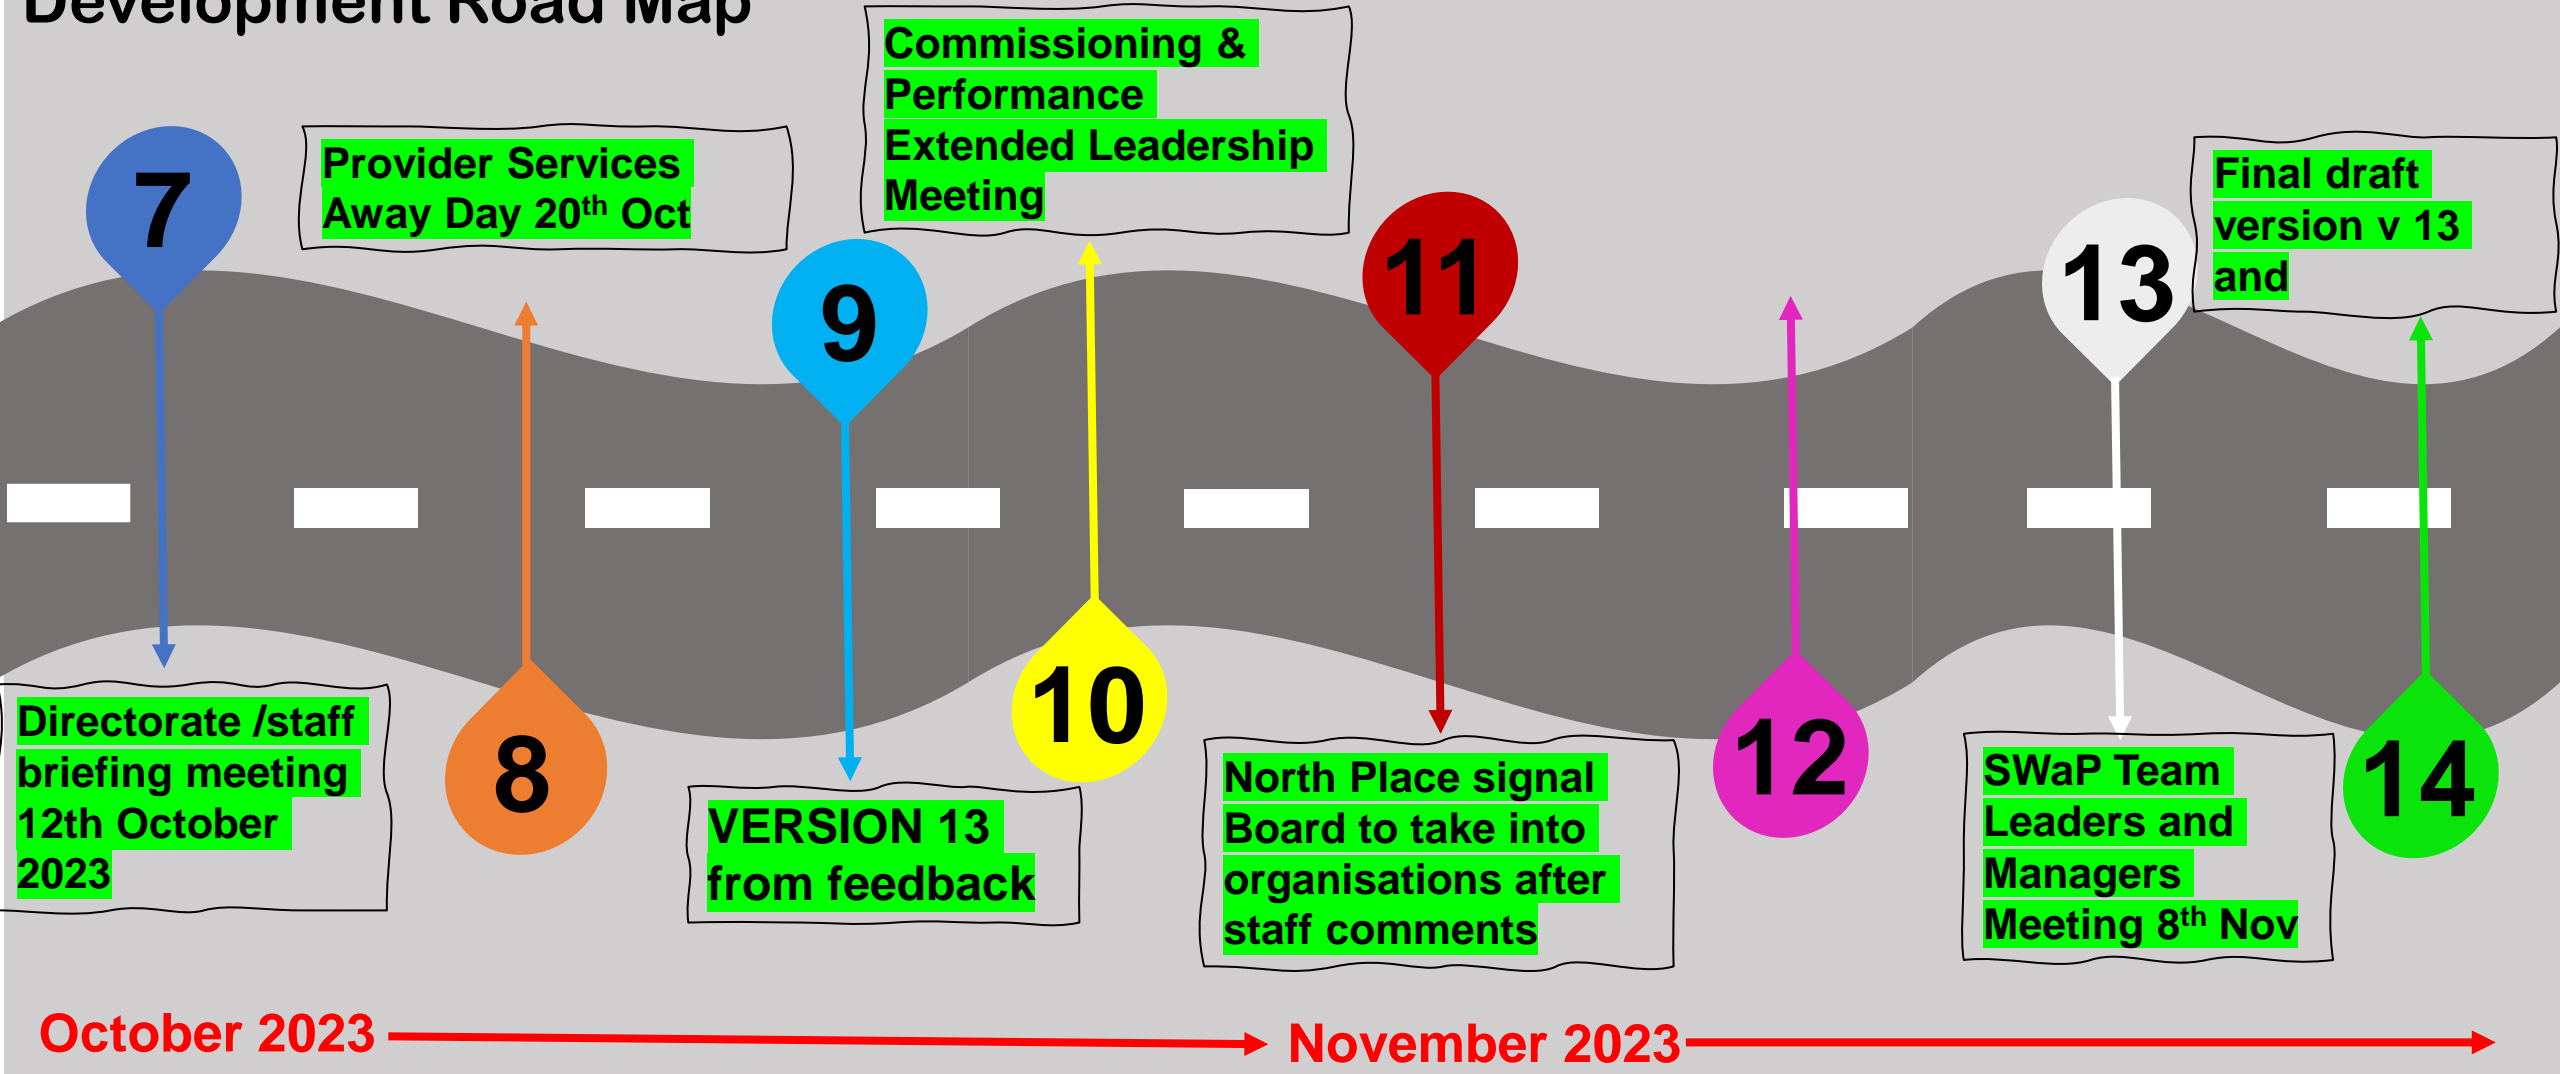 Development Road Map
7
Provider Services
Away Day 20th Oct
9
Commissioning &
Performance
Extended Leadership
Meeting
11
13
Final draft
version v 13
and
Directorate /staff
briefing meeting
12th October
2023
8
VERSION 13
from feedback
10
North Place signal
Board to take into
organisations after
staff comments
12
SWaP Team
Leaders and
Managers
Meeting 8th Nov
14
October 2023
November 2023